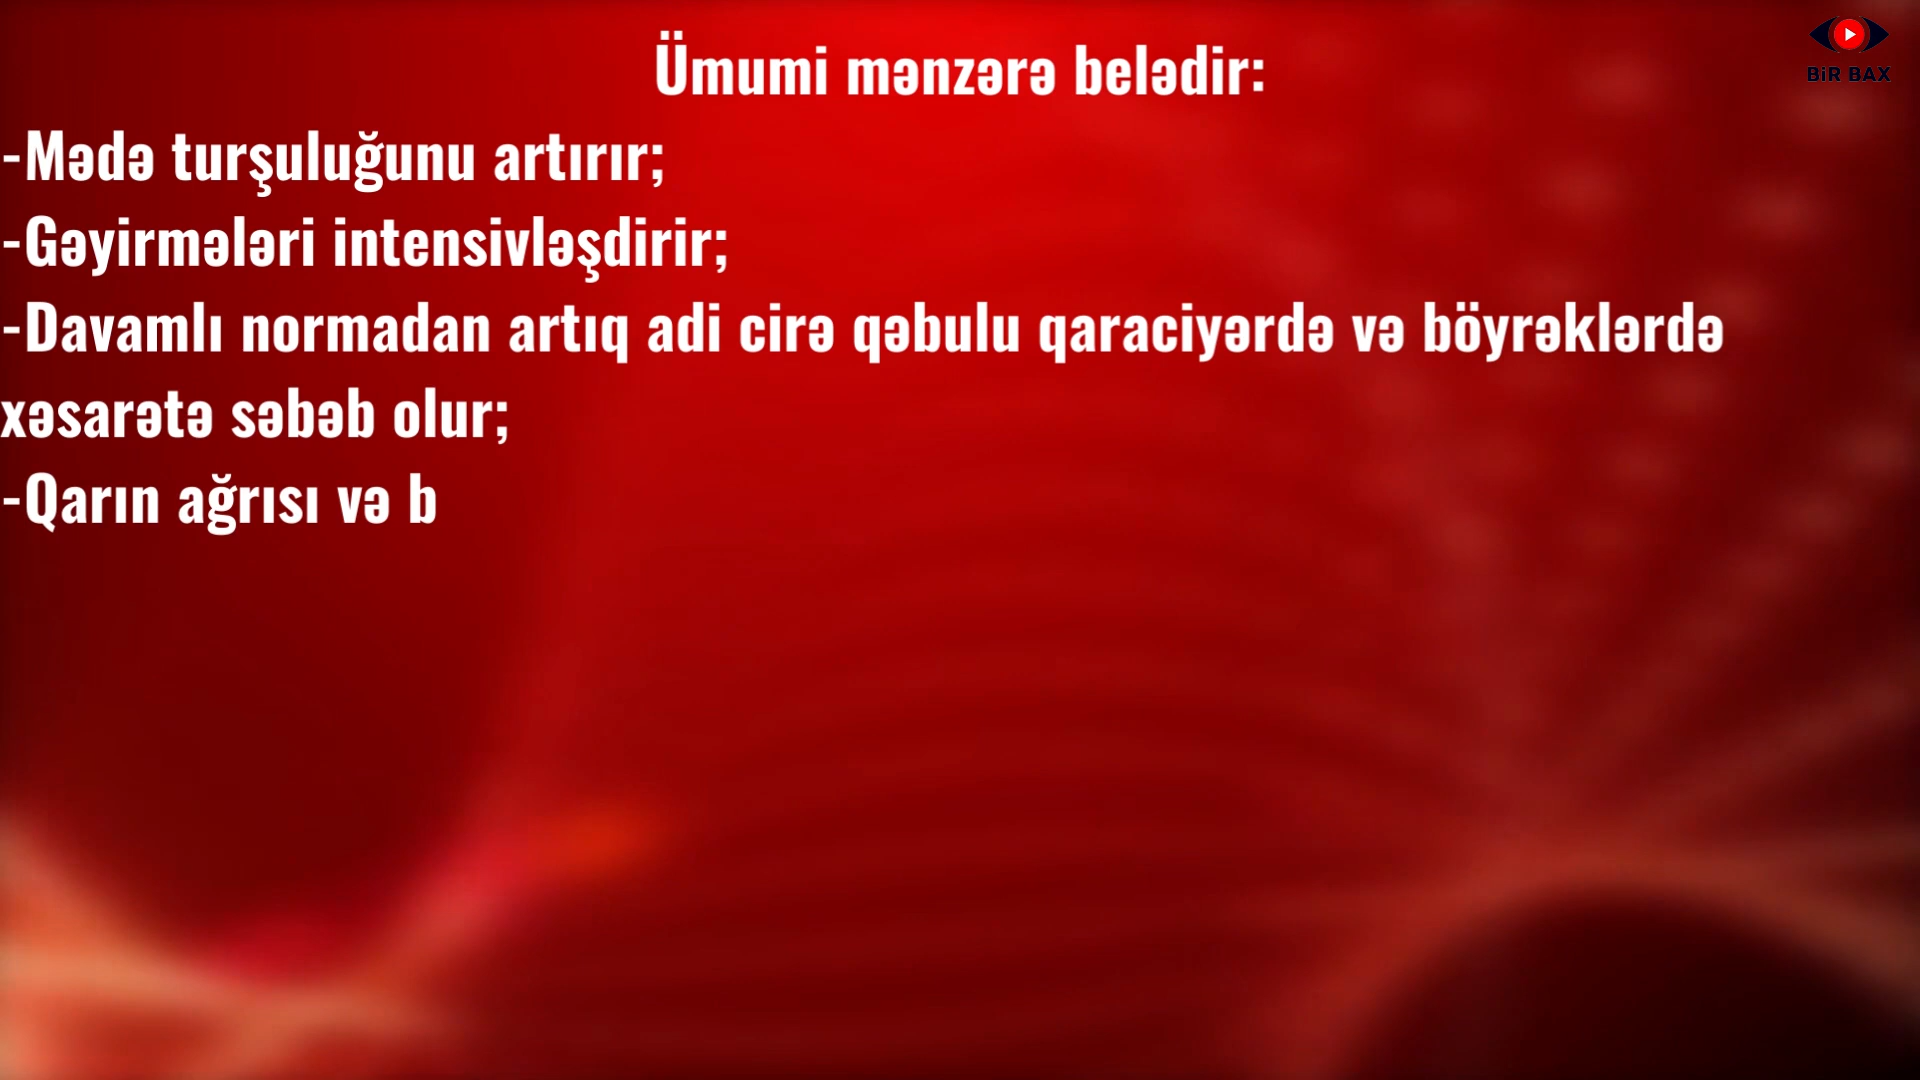 BiR BAX
Ümumi mənzərə belədir:
-Mədə turşuluğunu artırır;
-Gəyirmələri intensivləşdirir;
-Davamlı normadan artıq adi cirə qəbulu qaraciyərdə və böyrəklərdə
xəsarətə səbəb olur;
-Qarın ağrısı və b